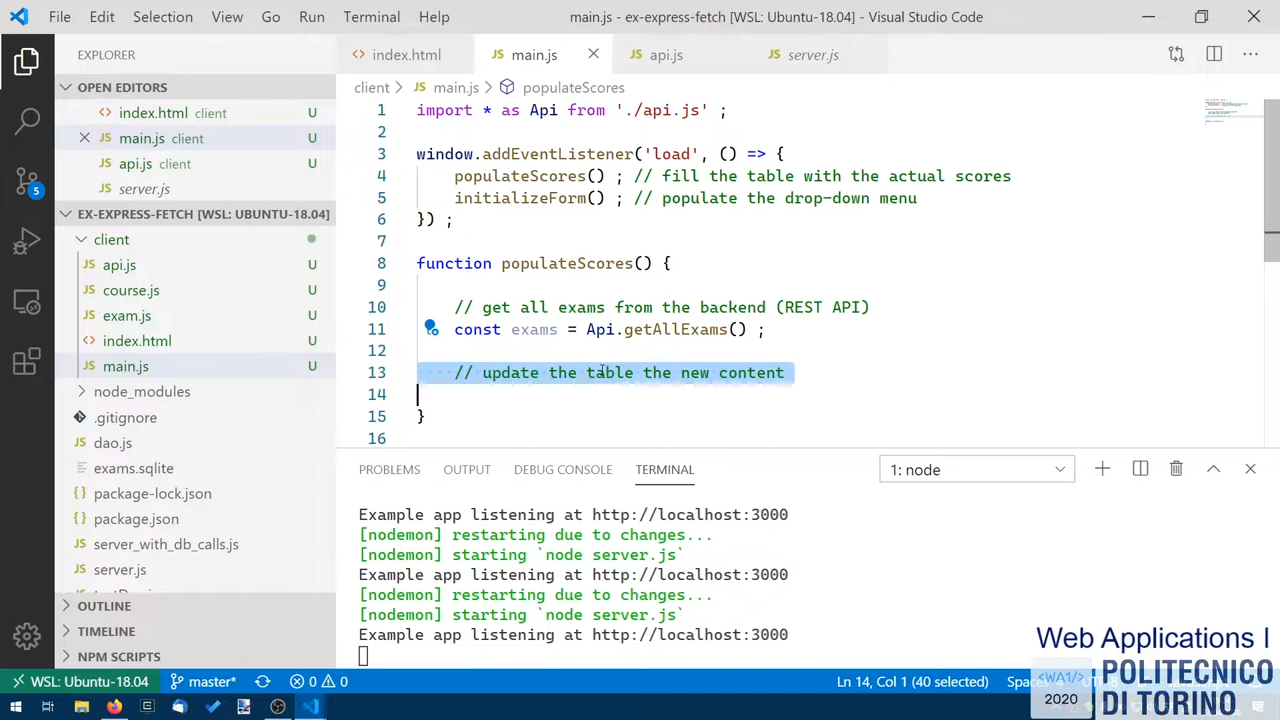 File Edit Selection View Go Run Terminal Help main.js - ex-express-fetch [WSL: Ubuntu-18.04] - Visual Studio Code
EXPLORER
OPEN EDITORS
index.html client U
main.js client U
api.js client U
server.js
5
EX-EXPRESS-FETCH [WSL: UBUNTU-18.04]
client
api.js U
course.js U
exam.js U
index.html U
main.js U
node_modules
.gitignore
dao.js
exams.sqlite
package-lock.json
package.json
server_with_db_calls.js
server.js
OUTLINE
TIMELINE
NPM SCRIPTS
index.html JS main.js JS api.js JS server.js
client > JS main.js > populateScores
1 import * as Api from './api.js' ;
2
3 window.addEventListener('load', () => {
4 populateScores() ; // fill the table with the actual scores
5 initializeForm() ; // populate the drop-down menu
6 }) ;
7
8 function populateScores() {
9
10 // get all exams from the backend (REST API)
11 const exams = Api.getAllExams() ;
12
13 // update the table the new content
14
15 }
16
PROBLEMS OUTPUT DEBUG CONSOLE TERMINAL 1: node
Example app listening at http://localhost:3000
[nodemon] restarting due to changes...
[nodemon] starting `node server.js`
Example app listening at http://localhost:3000
[nodemon] restarting due to changes...
[nodemon] starting `node server.js`
Example app listening at http://localhost:3000
WSL: Ubuntu-18.04 master* 0 0 Ln 14, Col 1 (40 selected)
Web Applications I
<WA1/>
2020
POLITECNICO
DI TORINO